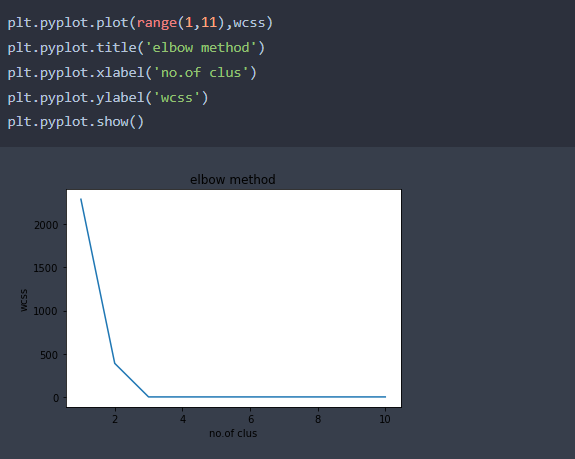 plt.pyplot.plot(range(1,11),wcss)
plt.pyplot.title('elbow method')
plt.pyplot.xlabel('no.of clus')
plt.pyplot.ylabel('wcss')
plt.pyplot.show()
elbow method
2000
1500
1000
500
0
wcss
2 4 6 8 10
no.of clus